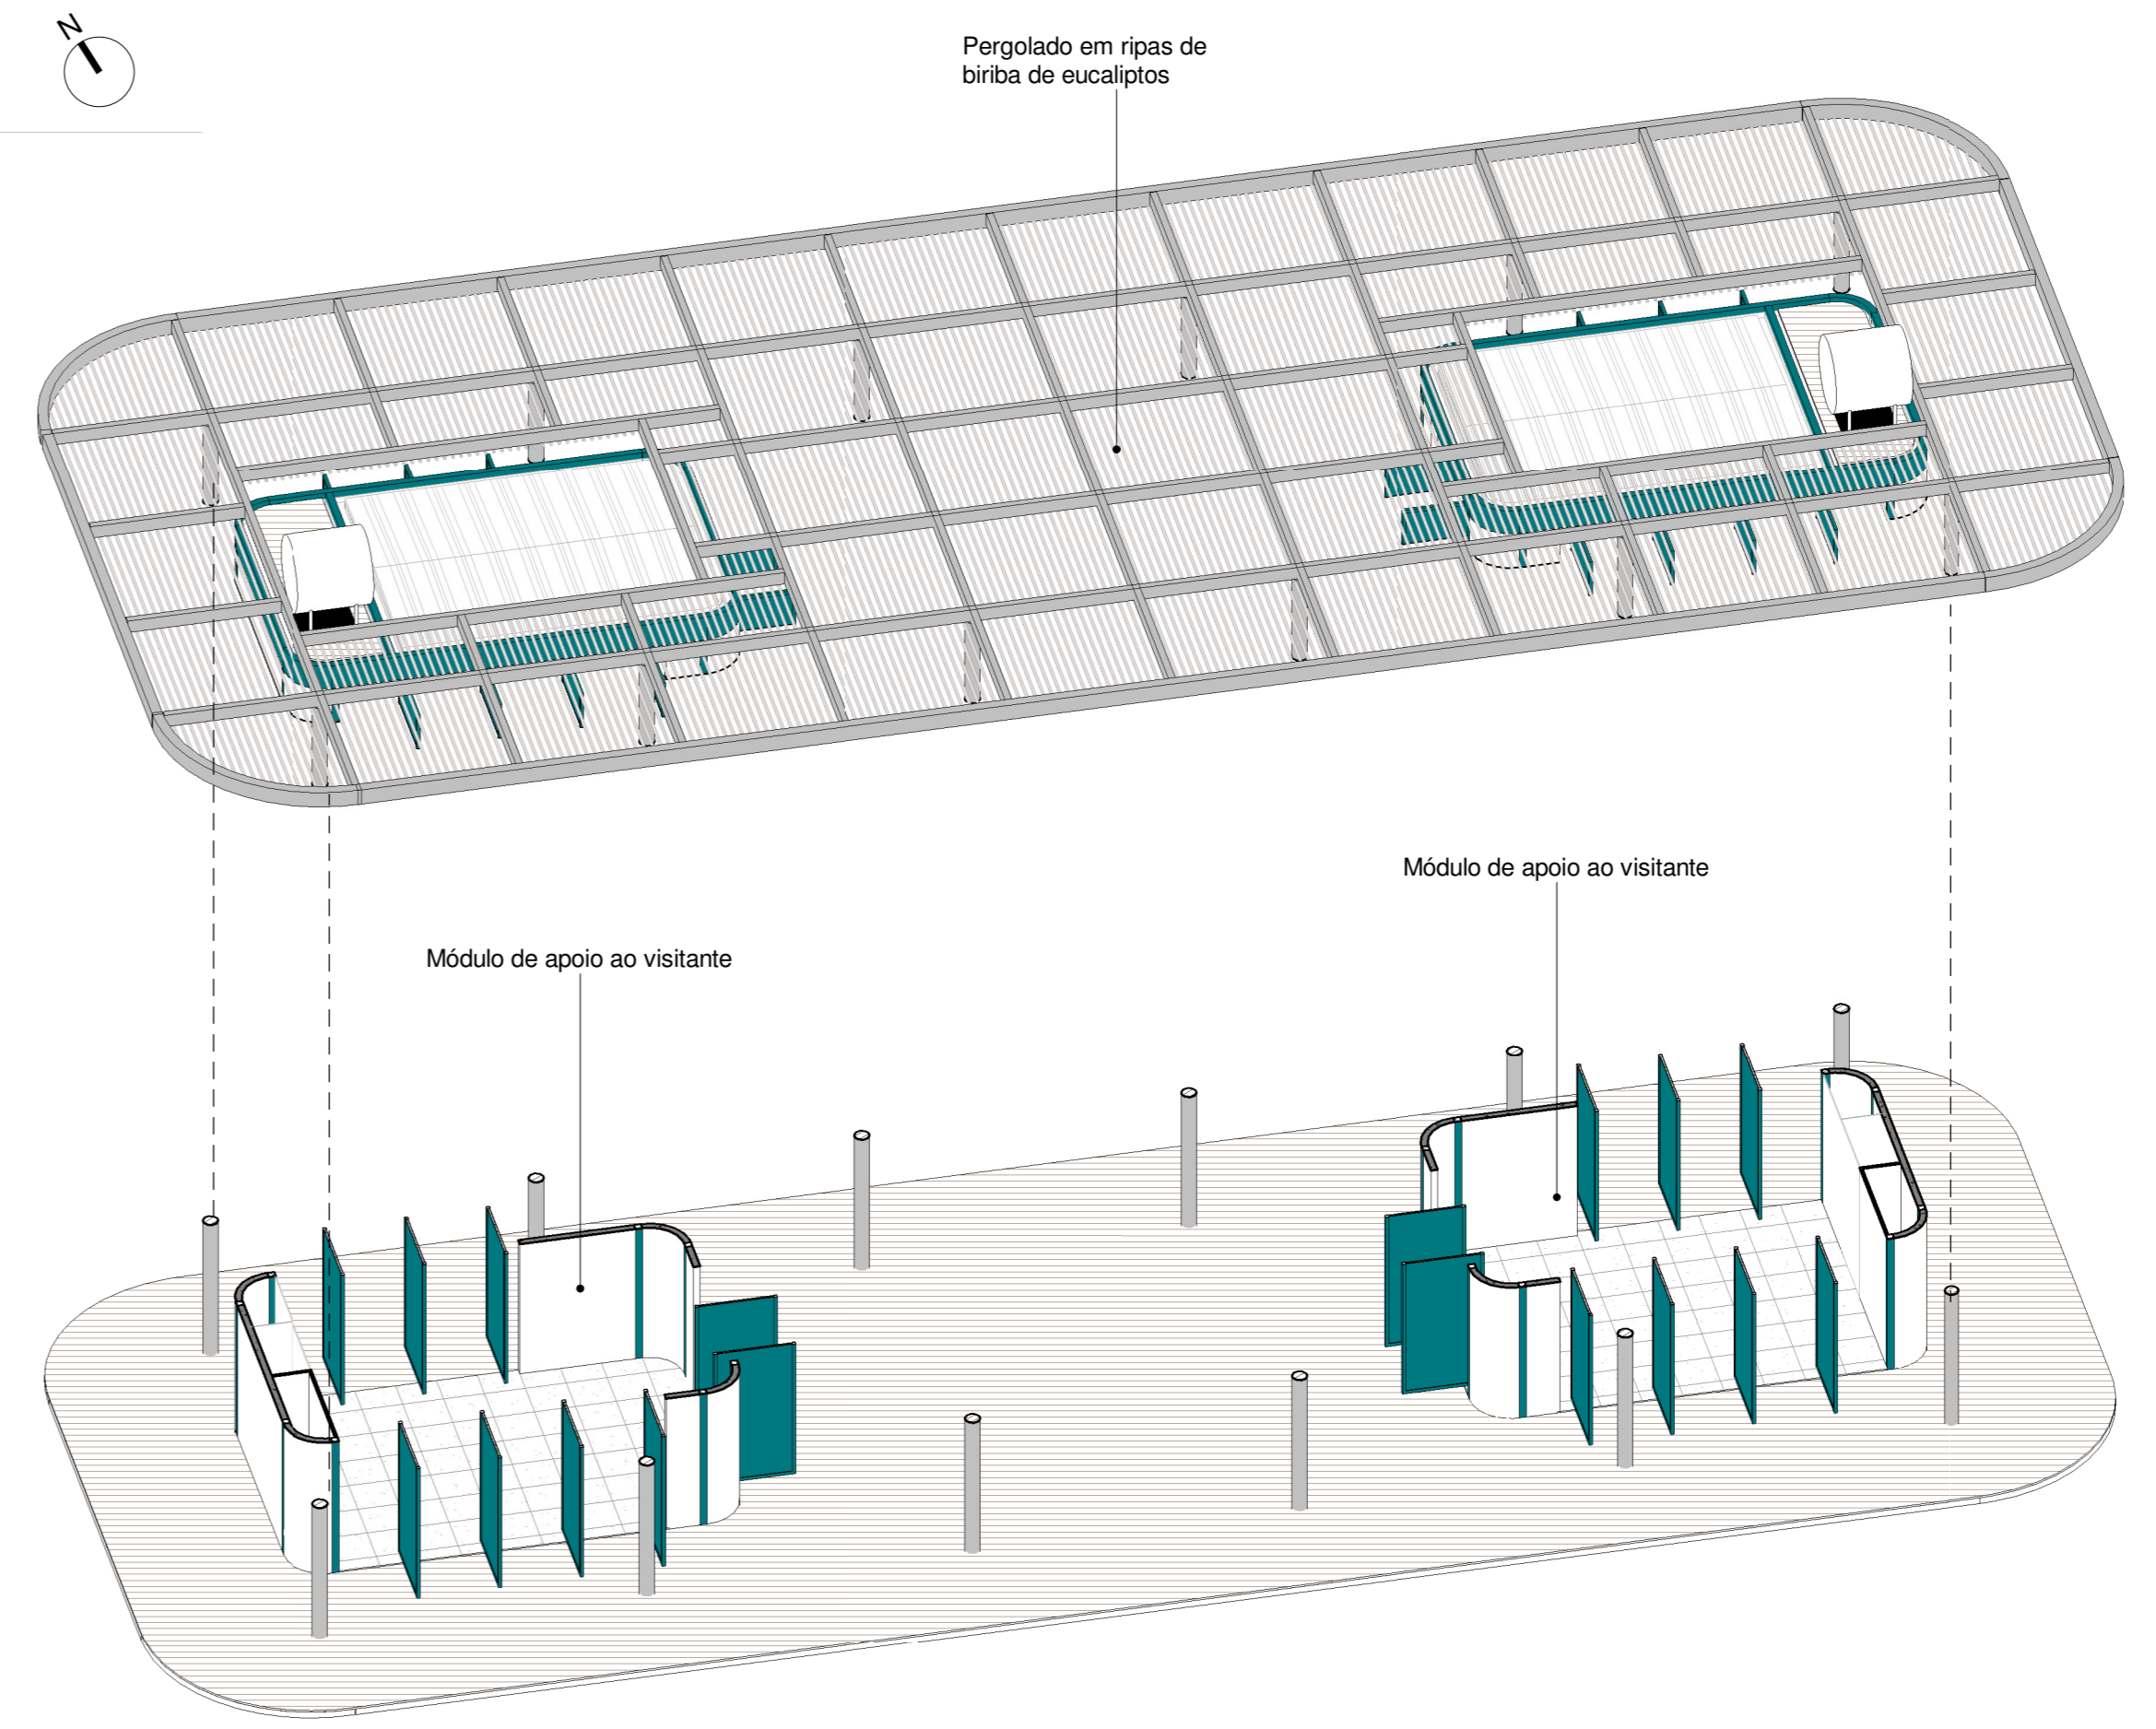 N
Pergolado em ripas de
biriba de eucaliptos
Módulo de apoio ao visitante
Módulo de apoio ao visitante